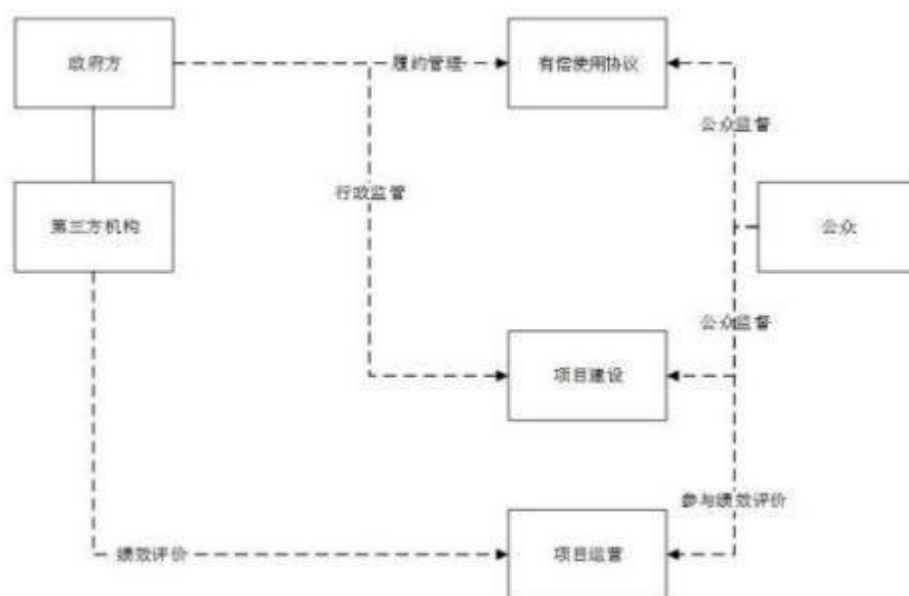 政府方
履约管理
有偿使用协议
公众监督
行政监管
第三方机构
公众
公众监督
项目建设
参与绩效评价
绩效评价
项目运营